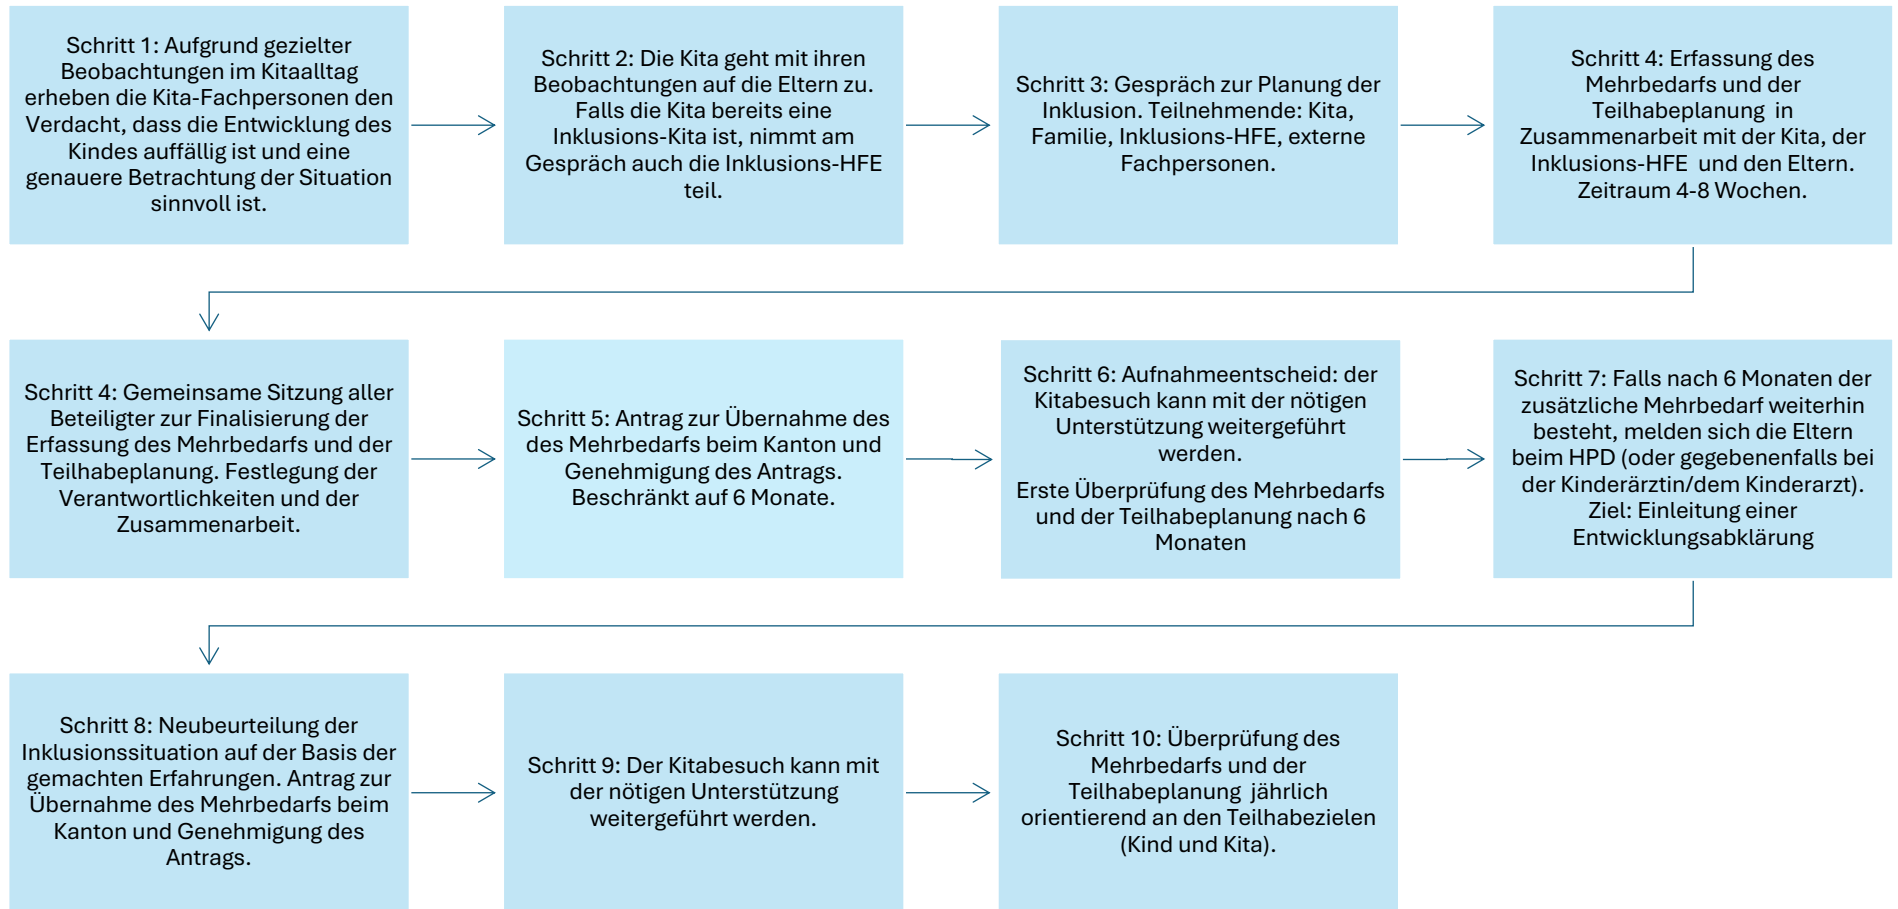 Schritt 1: Aufgrund gezielter
Beobachtungen im Kitaalltag
erheben die Kita-Fachpersonen den
Verdacht, dass die Entwicklung des
Kindes auffällig ist und eine
genauere Betrachtung der Situation
sinnvoll ist.
Schritt 2: Die Kita geht mit ihren
Beobachtungen auf die Eltern zu.
Falls die Kita bereits eine
Inklusions-Kita ist, nimmt am
Gespräch auch die Inklusions-HFE
teil.
Schritt 3: Gespräch zur Planung der
Inklusion. Teilnehmende: Kita,
Familie, Inklusions-HFE, externe
Fachpersonen.
Schritt 4: Erfassung des
Mehrbedarfs und der
Teilhabeplanung in
Zusammenarbeit mit der Kita, der
Inklusions-HFE und den Eltern.
Zeitraum 4-8 Wochen.
Schritt 4: Gemeinsame Sitzung aller
Beteiligter zur Finalisierung der
Erfassung des Mehrbedarfs und der
Teilhabeplanung. Festlegung der
Verantwortlichkeiten und der
Zusammenarbeit.
Schritt 5: Antrag zur Übernahme des
des Mehrbedarfs beim Kanton und
Genehmigung des Antrags.
Beschränkt auf 6 Monate.
Schritt 6: Aufnahmeentscheid: der
Kitabesuch kann mit der nötigen
Unterstützung weitergeführt
werden.
Erste Überprüfung des Mehrbedarfs
und der Teilhabeplanung nach 6
Monaten
Schritt 7: Falls nach 6 Monaten der
zusätzliche Mehrbedarf weiterhin
besteht, melden sich die Eltern
beim HPD (oder gegebenenfalls bei
der Kinderärztin/dem Kinderarzt).
Ziel: Einleitung einer
Entwicklungsabklärung
Schritt 8: Neubeurteilung der
Inklusionssituation auf der Basis der
gemachten Erfahrungen. Antrag zur
Übernahme des Mehrbedarfs beim
Kanton und Genehmigung des
Antrags.
Schritt 9: Der Kitabesuch kann mit
der nötigen Unterstützung
weitergeführt werden.
Schritt 10: Überprüfung des
Mehrbedarfs und der
Teilhabeplanung jährlich
orientierend an den Teilhabezielen
(Kind und Kita).